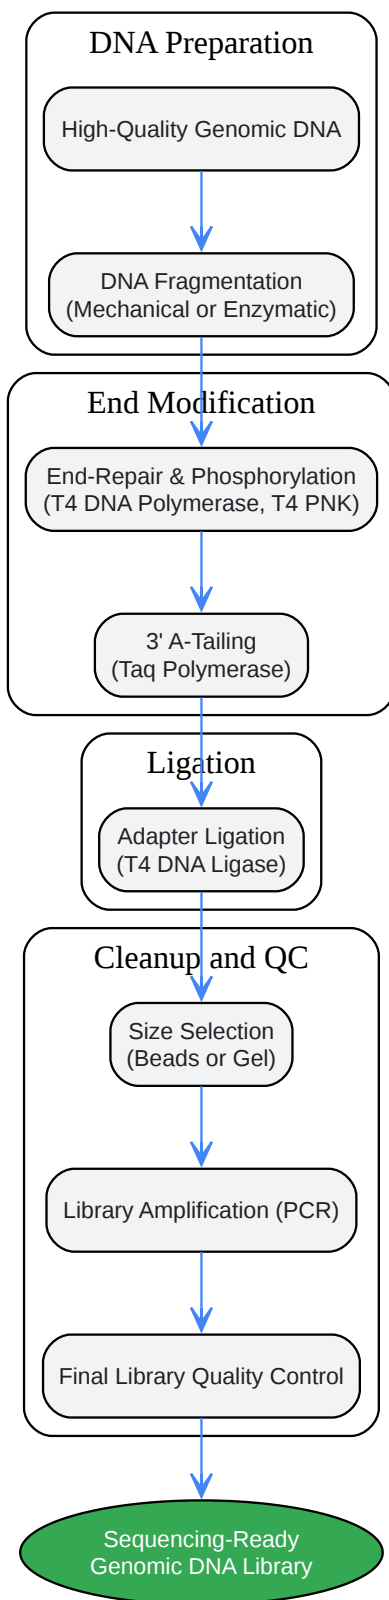 DNA Preparation
High-Quality Genomic DNA
DNA Fragmentation
(Mechanical or Enzymatic)
End Modification
End-Repair & Phosphorylation
(T4 DNA Polymerase, T4 PNK)
3' A-Tailing
(Taq Polymerase)
Ligation
Adapter Ligation
(T4 DNA Ligase)
Cleanup and QC
Size Selection
(Beads or Gel)
Library Amplification (PCR)
Final Library Quality Control
Sequencing-Ready
Genomic DNA Library